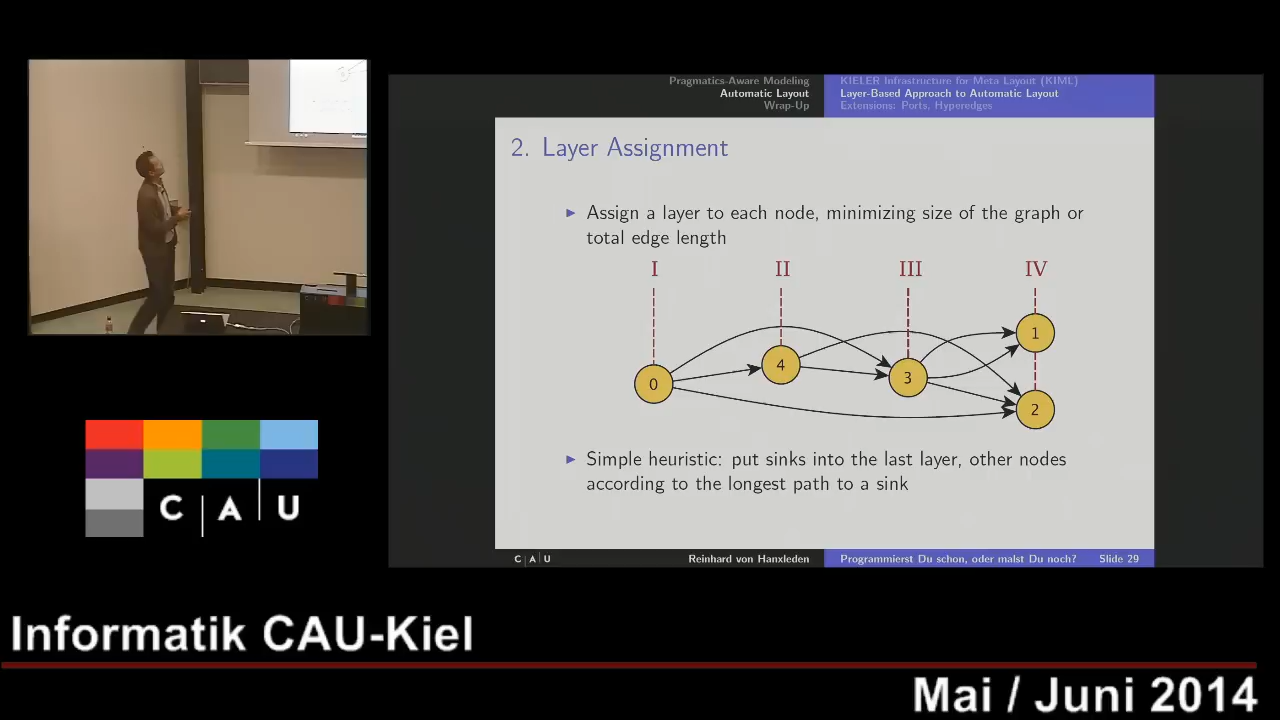 Pragmatics-Aware Modeling
Automatic Layout
Wrap-Up
KIELER Infrastructure for Meta Layout (KIML)
Layer-Based Approach to Automatic Layout
Extensions: Ports, Hyperedges
2. Layer Assignment
Assign a layer to each node, minimizing size of the graph or
total edge length
I II III IV
0 4 3 1 2
Simple heuristic: put sinks into the last layer, other nodes
according to the longest path to a sink
C A U Reinhard von Hanxleden Programmierst Du schon, oder malst Du noch? Slide 29
C A U
Informatik CAU-Kiel
Mai / Juni 2014